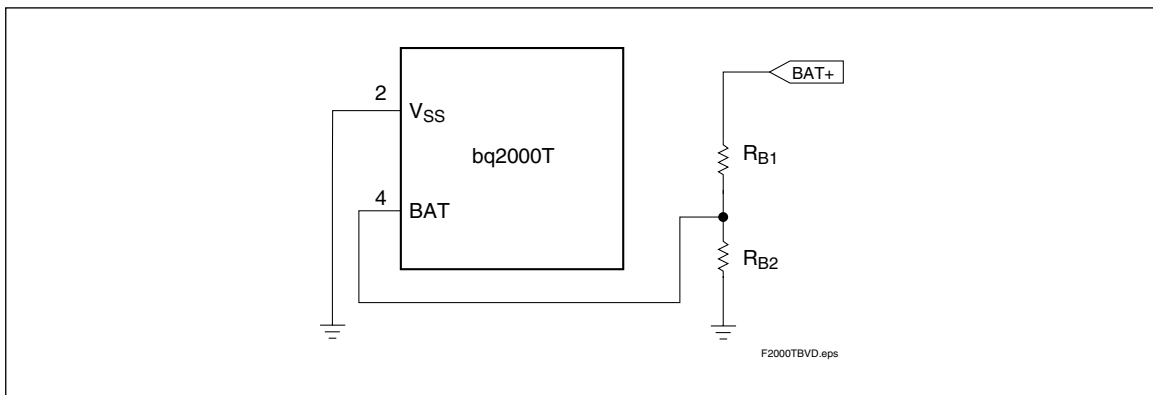 BAT+
2
VSS
bq2000T
RB1
4
BAT
RB2
F2000TBVD.eps